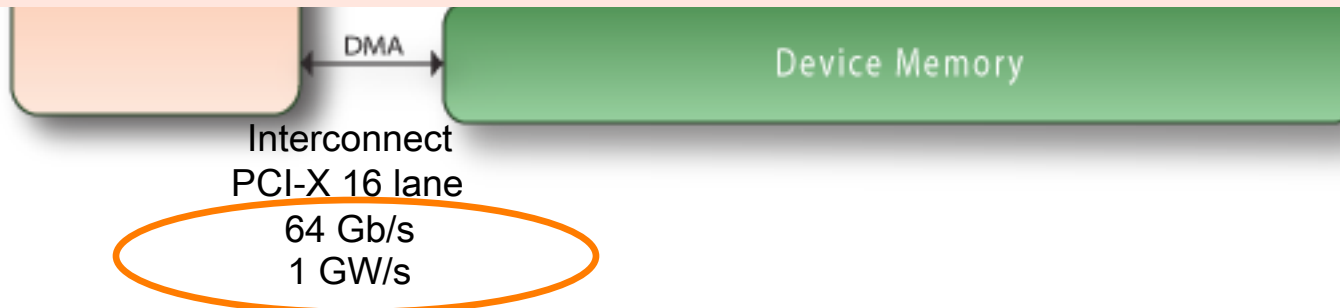 DMA
Device Memory
Interconnect
PCI-X 16 lane
64 Gb/s
1 GW/s